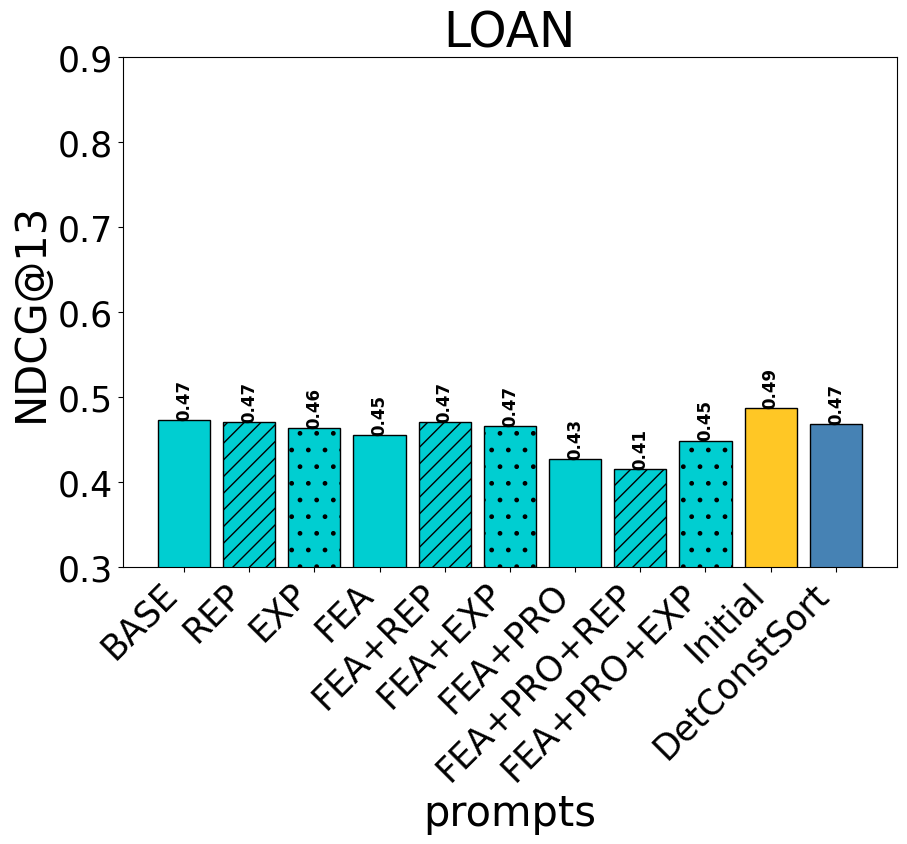 LOAN
NDCG@13
0.9
0.8
0.7
0.6
0.5
0.4
0.3
0.47
0.47
0.46
0.45
0.47
0.47
0.43
0.41
0.45
0.49
0.47
BASE
REP
EXP
FEA
FEA+REP
FEA+EXP
FEA+PRO
FEA+PRO+REP
FEA+PRO+EXP
Initial
DetConstSort
prompts